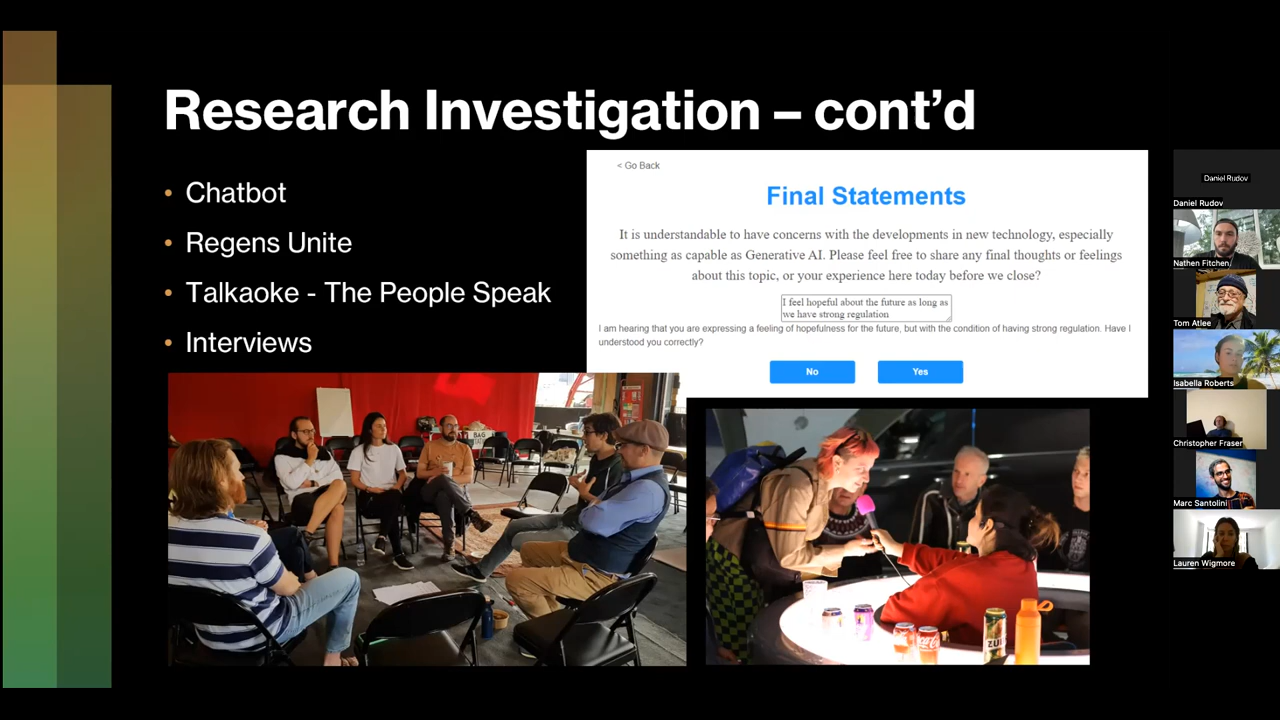 Research Investigation – cont’d
• Chatbot
• Regens Unite
• Talkaoke - The People Speak
• Interviews
< Go Back
Final Statements
It is understandable to have concerns with the developments in new technology, especially
something as capable as Generative AI. Please feel free to share any final thoughts or feelings
about this topic, or your experience here today before we close?
I feel hopeful about the future as long as
we have strong regulation
I am hearing that you are expressing a feeling of hopefulness for the future, but with the condition of having strong regulation. Have I
understood you correctly?
No
Yes
BAG
Coca-Cola
Daniel Rudov
Daniel Rudov
Nathen Fitchen
Tom Atlee
Isabella Roberts
Christopher Fraser
Marc Santolini
Lauren Wigmore